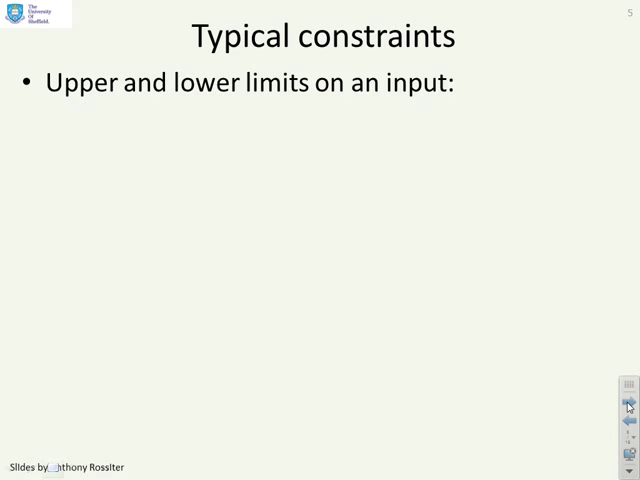 The
University
Of
Sheffield.
5
Typical constraints
• Upper and lower limits on an input:
Slides by Anthony Rossiter